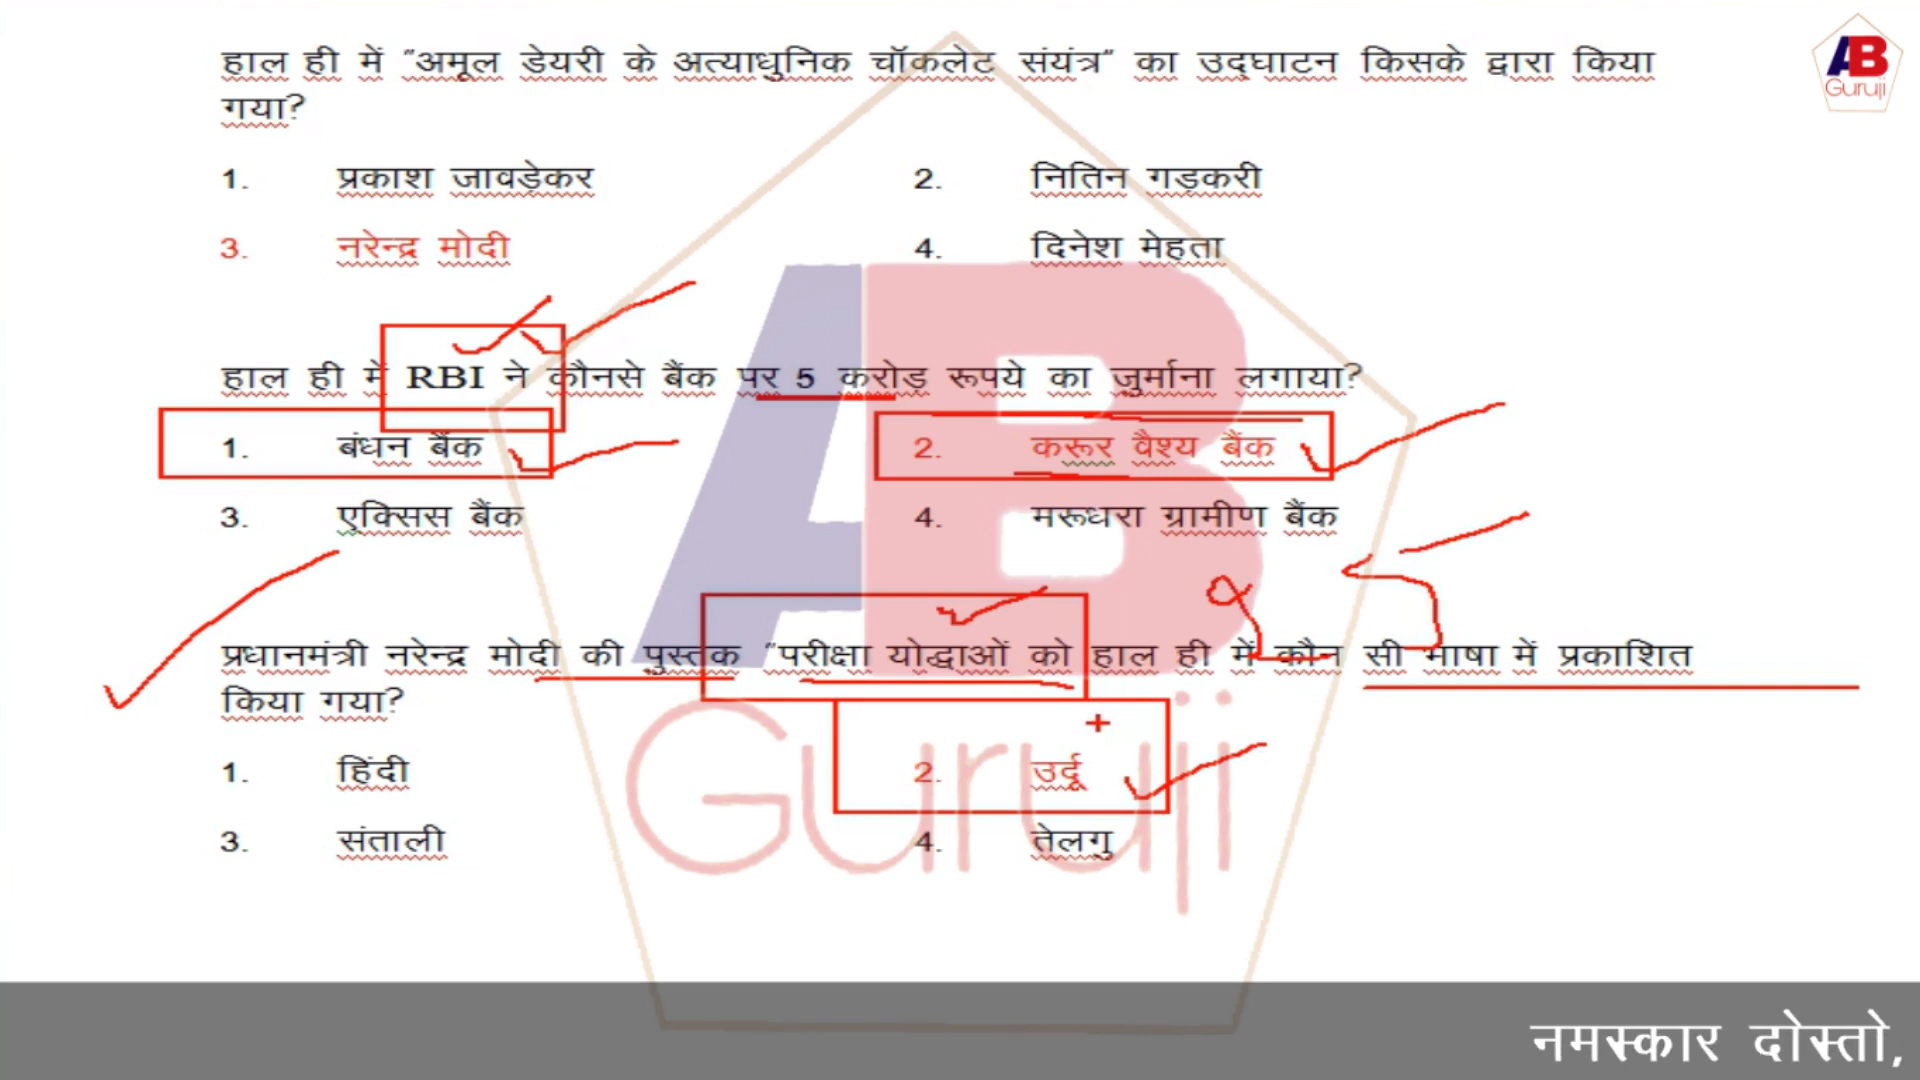 हाल ही में "अमूल डेयरी के अत्याधुनिक चॉकलेट संयंत्र" का उद्घाटन किसके द्वारा किया
गया?
1. प्रकाश जावड़ेकर 2. नितिन गड़करी
3. नरेन्द्र मोदी 4. दिनेश मेहता
हाल ही में RBI ने कौनसे बैंक पर 5 करोड़ रूपये का जुर्माना लगाया?
1. बंधन बैंक 2. करूर वैश्य बैंक
3. एक्सिस बैंक 4. मरूधरा ग्रामीण बैंक
प्रधानमंत्री नरेन्द्र मोदी की पुस्तक "परीक्षा योद्धाओं को हाल ही में कौन सी भाषा में प्रकाशित
किया गया?
1. हिंदी 2. उर्दू
3. संताली 4. तेलगु
नमस्कार दोस्तो,
AB
Guruji
AB
Guruji